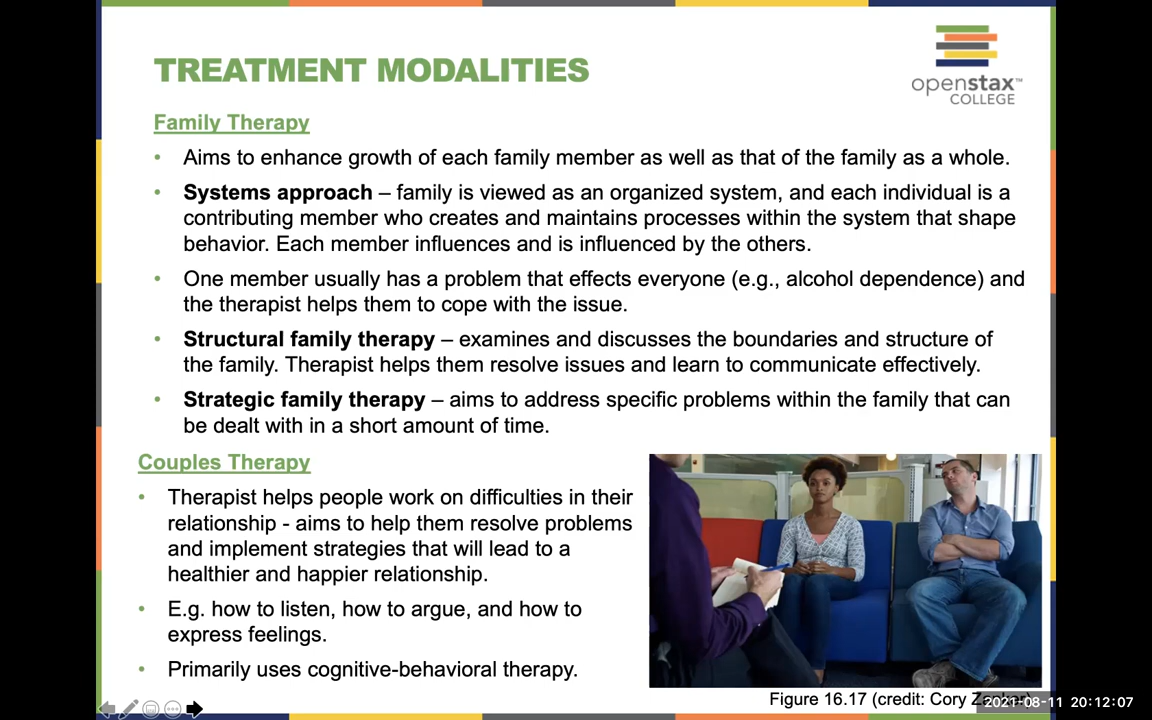 TREATMENT MODALITIES
openstax™
COLLEGE
Family Therapy
• Aims to enhance growth of each family member as well as that of the family as a whole.
• Systems approach – family is viewed as an organized system, and each individual is a
contributing member who creates and maintains processes within the system that shape
behavior. Each member influences and is influenced by the others.
• One member usually has a problem that effects everyone (e.g., alcohol dependence) and
the therapist helps them to cope with the issue.
• Structural family therapy – examines and discusses the boundaries and structure of
the family. Therapist helps them resolve issues and learn to communicate effectively.
• Strategic family therapy – aims to address specific problems within the family that can
be dealt with in a short amount of time.
Couples Therapy
• Therapist helps people work on difficulties in their
relationship - aims to help them resolve problems
and implement strategies that will lead to a
healthier and happier relationship.
• E.g. how to listen, how to argue, and how to
express feelings.
• Primarily uses cognitive-behavioral therapy.
Figure 16.17 (credit: Cory
2021-08-11 20:12:07